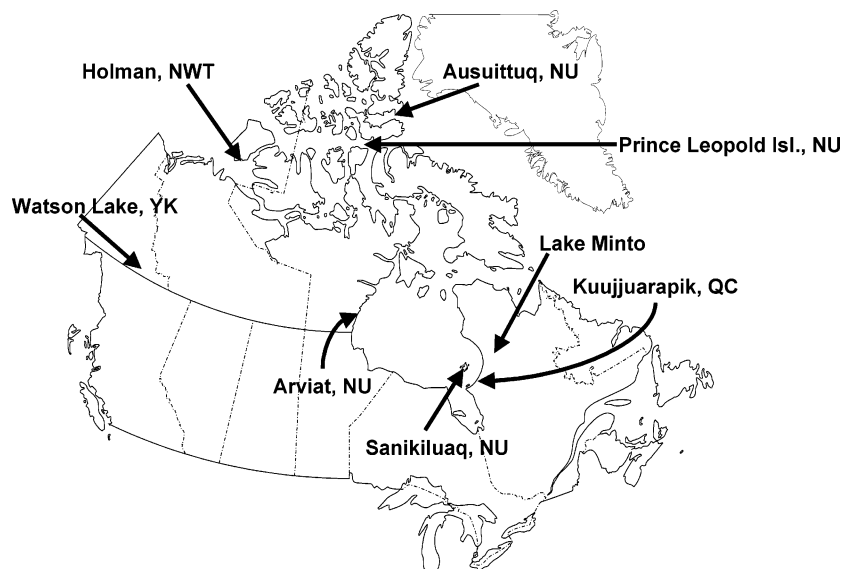 Holman, NWT
Ausuittuq, NU
Prince Leopold Isl., NU
Watson Lake, YK
Lake Minto
Kuujjuarapik, QC
Arviat, NU
Sanikiluaq, NU